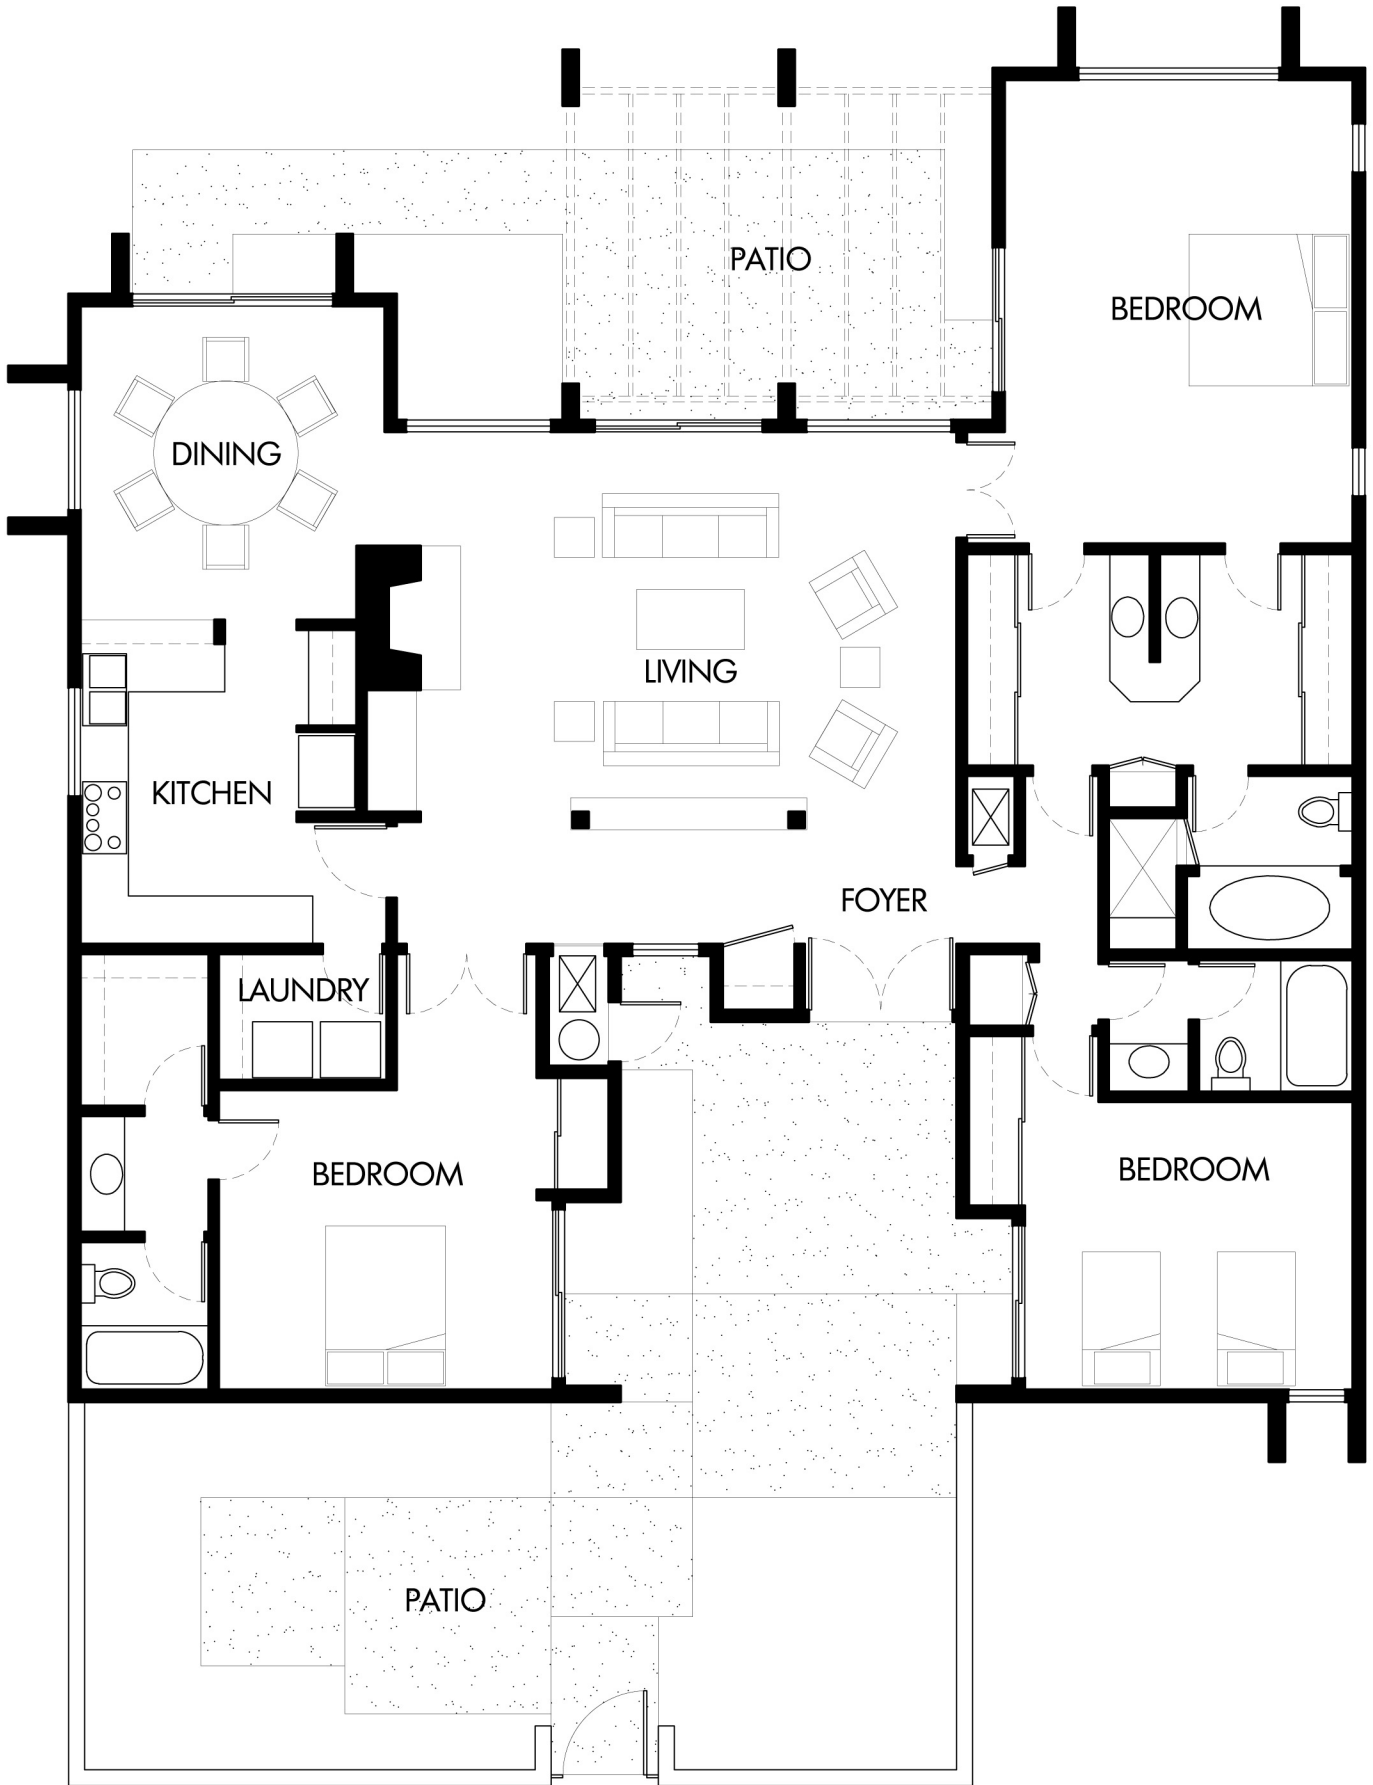 PATIO
BEDROOM
DINING
LIVING
KITCHEN
FOYER
LAUNDRY
BEDROOM
BEDROOM
PATIO